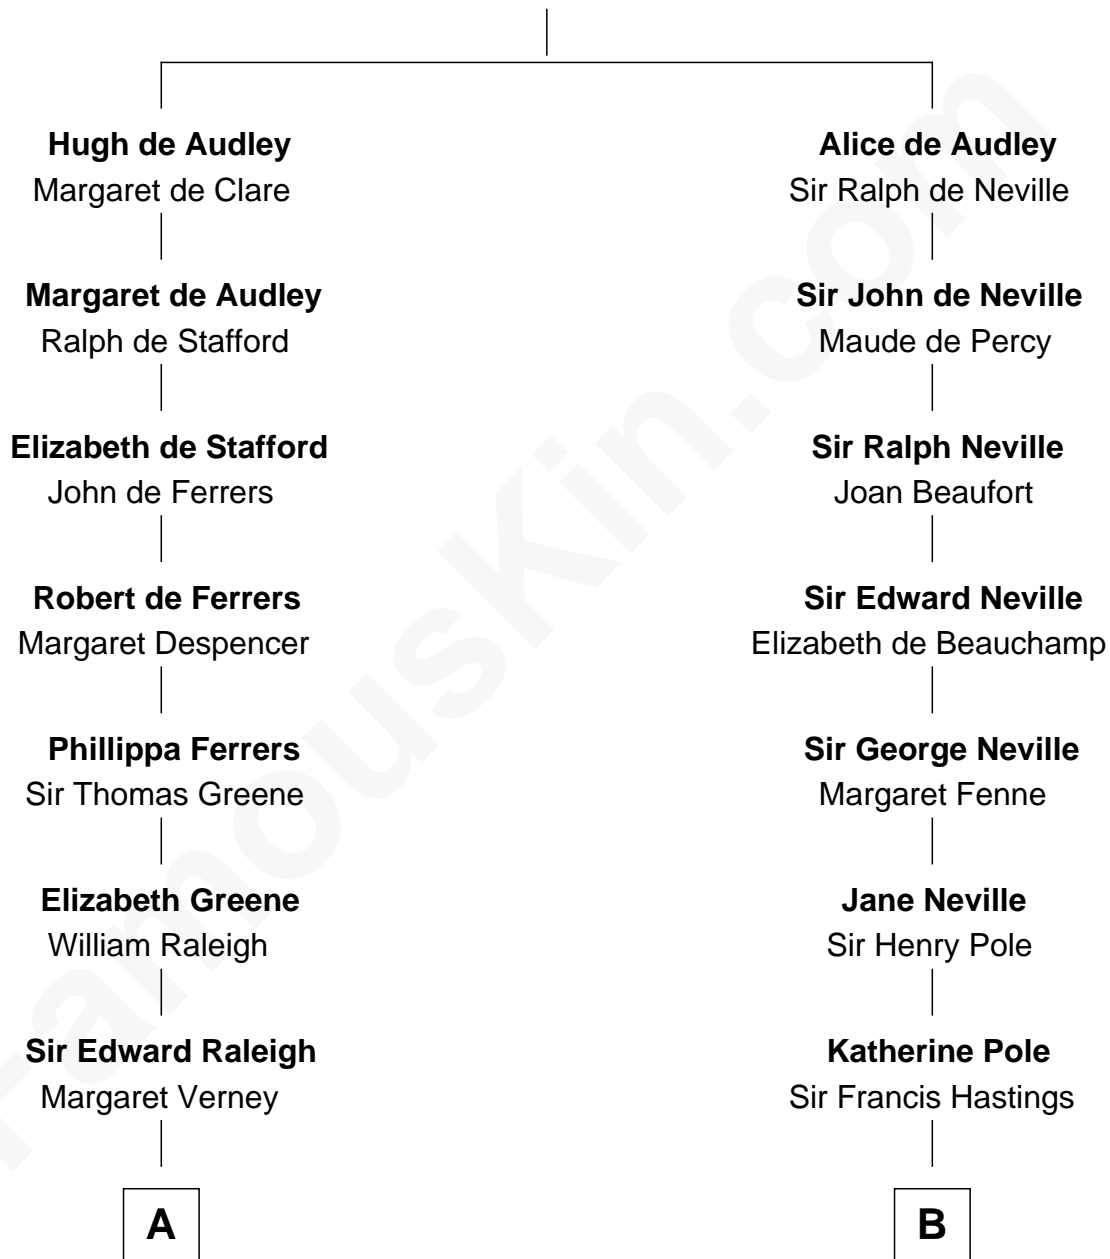 Hugh de Audley
Margaret de Clare
Margaret de Audley
Ralph de Stafford
Elizabeth de Stafford
John de Ferrers
Robert de Ferrers
Margaret Despencer
Phillippa Ferrers
Sir Thomas Greene
Elizabeth Greene
William Raleigh
Sir Edward Raleigh
Margaret Verney
A
Alice de Audley
Sir Ralph de Neville
Sir John de Neville
Maude de Percy
Sir Ralph Neville
Joan Beaufort
Sir Edward Neville
Elizabeth de Beauchamp
Sir George Neville
Margaret Fenne
Jane Neville
Sir Henry Pole
Katherine Pole
Sir Francis Hastings
B
FamousKin.com